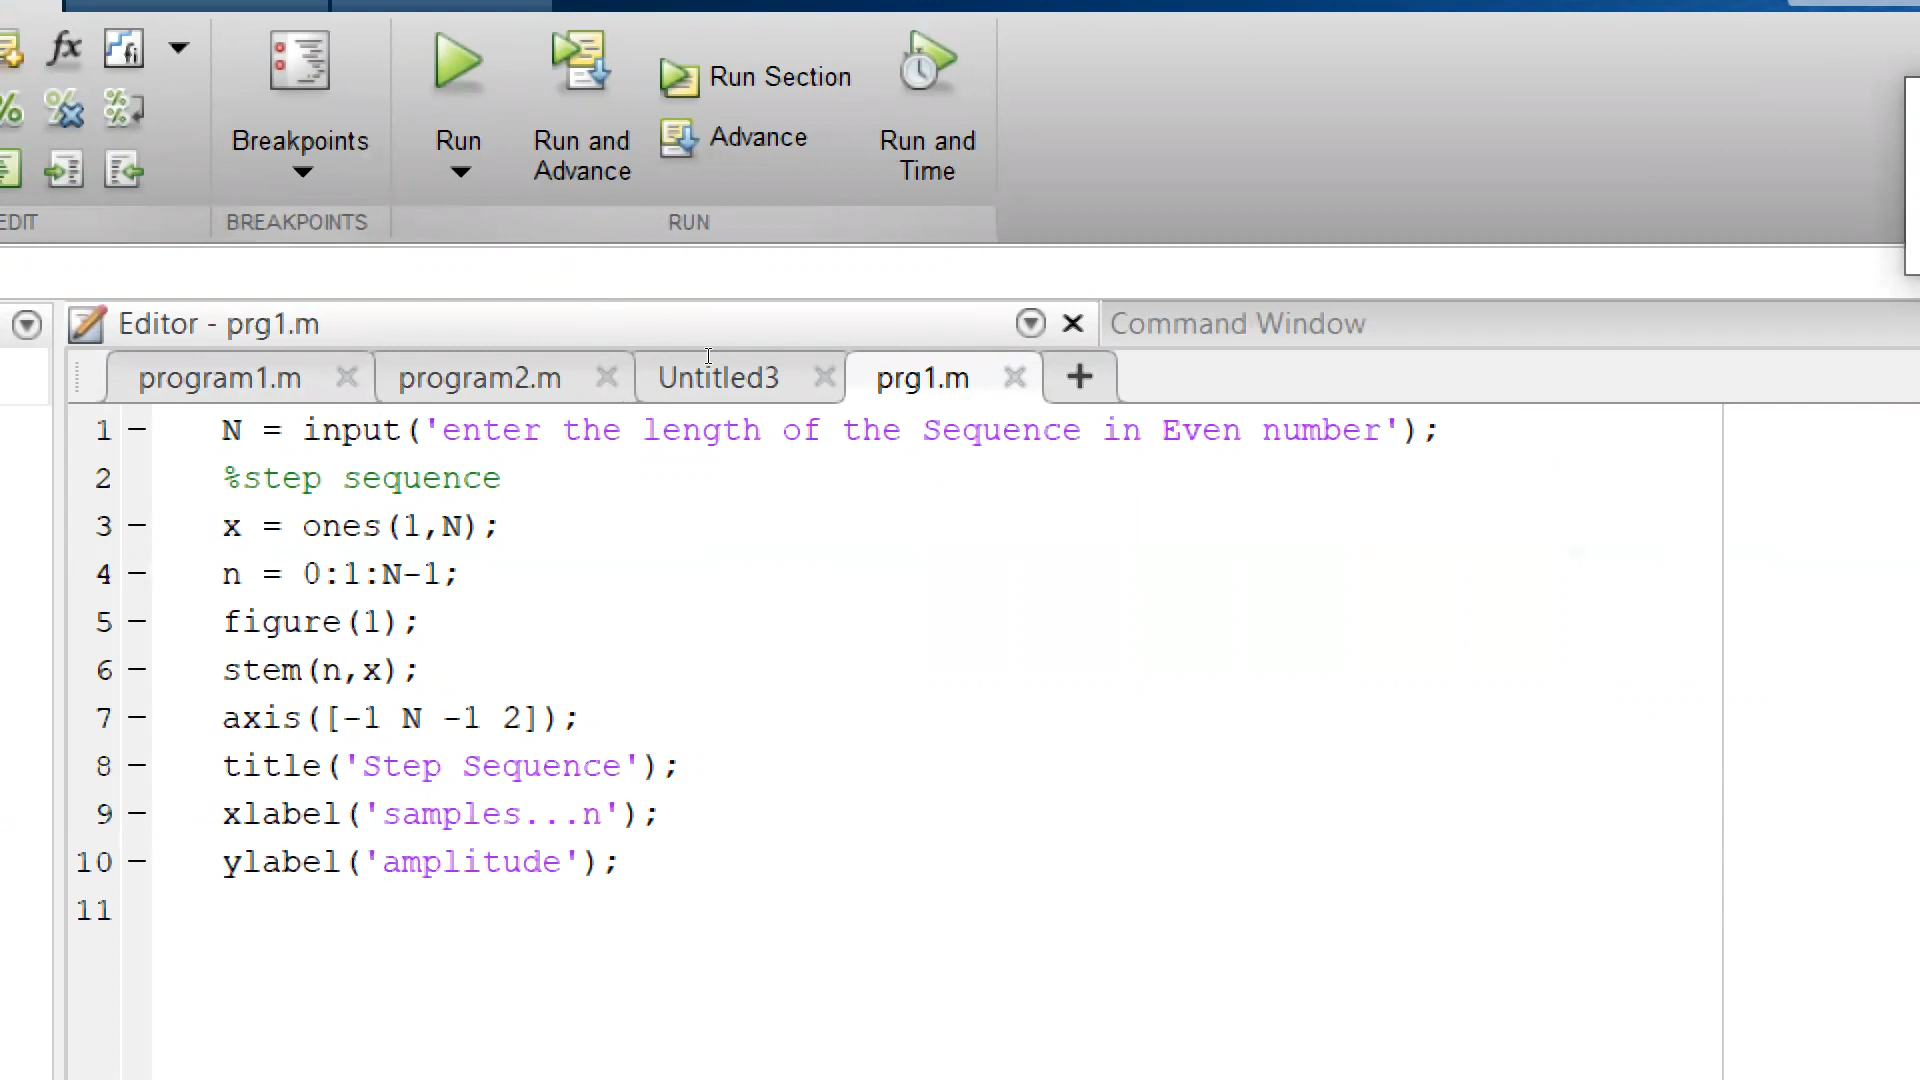 fx
Run Section
Breakpoints
Run
Run and
Advance
Advance
Run and
Time
EDIT
BREAKPOINTS
RUN
Editor - prg1.m
Command Window
program1.m
program2.m
Untitled3
prg1.m
+
1 - N = input('enter the length of the Sequence in Even number');
2 %step sequence
3 - x = ones(1,N);
4 - n = 0:1:N-1;
5 - figure(1);
6 - stem(n,x);
7 - axis([-1 N -1 2]);
8 - title('Step Sequence');
9 - xlabel('samples...n');
10 - ylabel('amplitude');
11